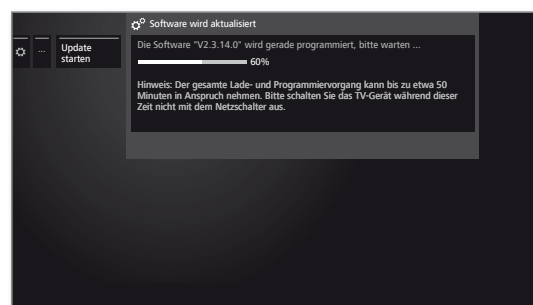 Software wird aktualisiert
...
Update
starten
Die Software "V2.3.14.0" wird gerade programmiert, bitte warten ...
60%
Hinweis: Der gesamte Lade- und Programmiervorgang kann bis zu etwa 50
Minuten in Anspruch nehmen. Bitte schalten Sie das TV-Gerät während dieser
Zeit nicht mit dem Netzschalter aus.